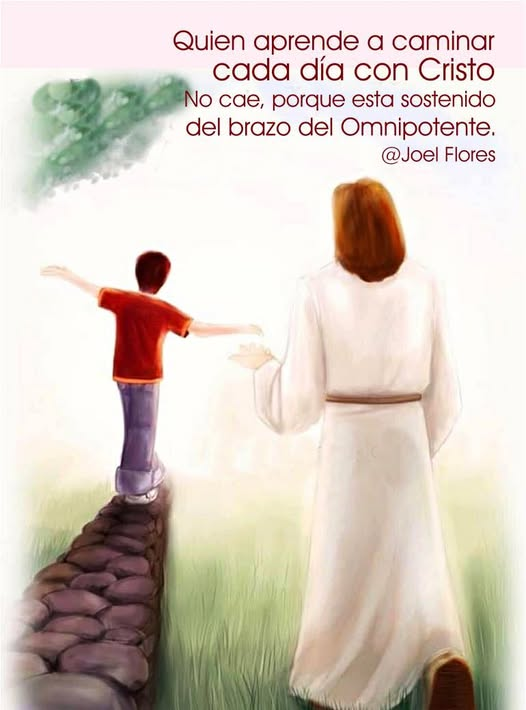 Quien aprende a caminar
cada día con Cristo
No cae, porque esta sostenido
del brazo del Omnipotente.
@Joel Flores